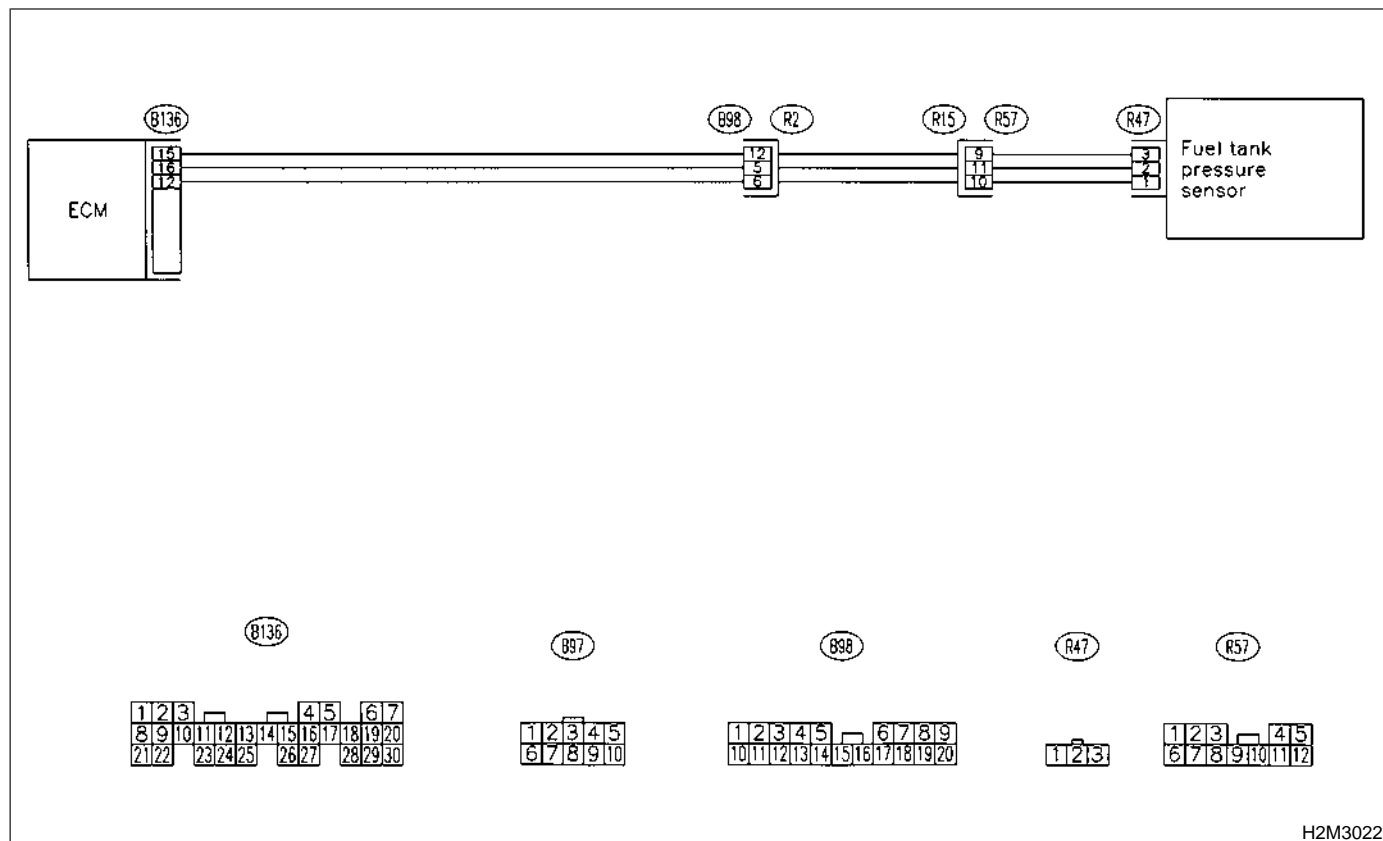 B136 B98 R2 R15 R57 R47
15 12 9 3 Fuel tank
16 5 11 2 pressure
12 6 10 1 sensor
ECM
B136 B97 B98 R47 R57
1 2 3 4 5 6 7
8 9 10 11 12 13 14 15 16 17 18 19 20
21 22 23 24 25 26 27 28 29 30
1 2 3 4 5
6 7 8 9 10
1 2 3 4 5 6 7 8 9
10 11 12 13 14 15 16 17 18 19 20
1 2 3
1 2 3 4 5
6 7 8 9 10 11 12
H2M3022